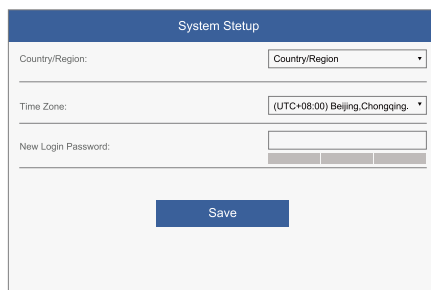 System Stetup
Country/Region:
Country/Region
Time Zone:
(UTC+08:00) Beijing,Chongqing.
New Login Password:
Save